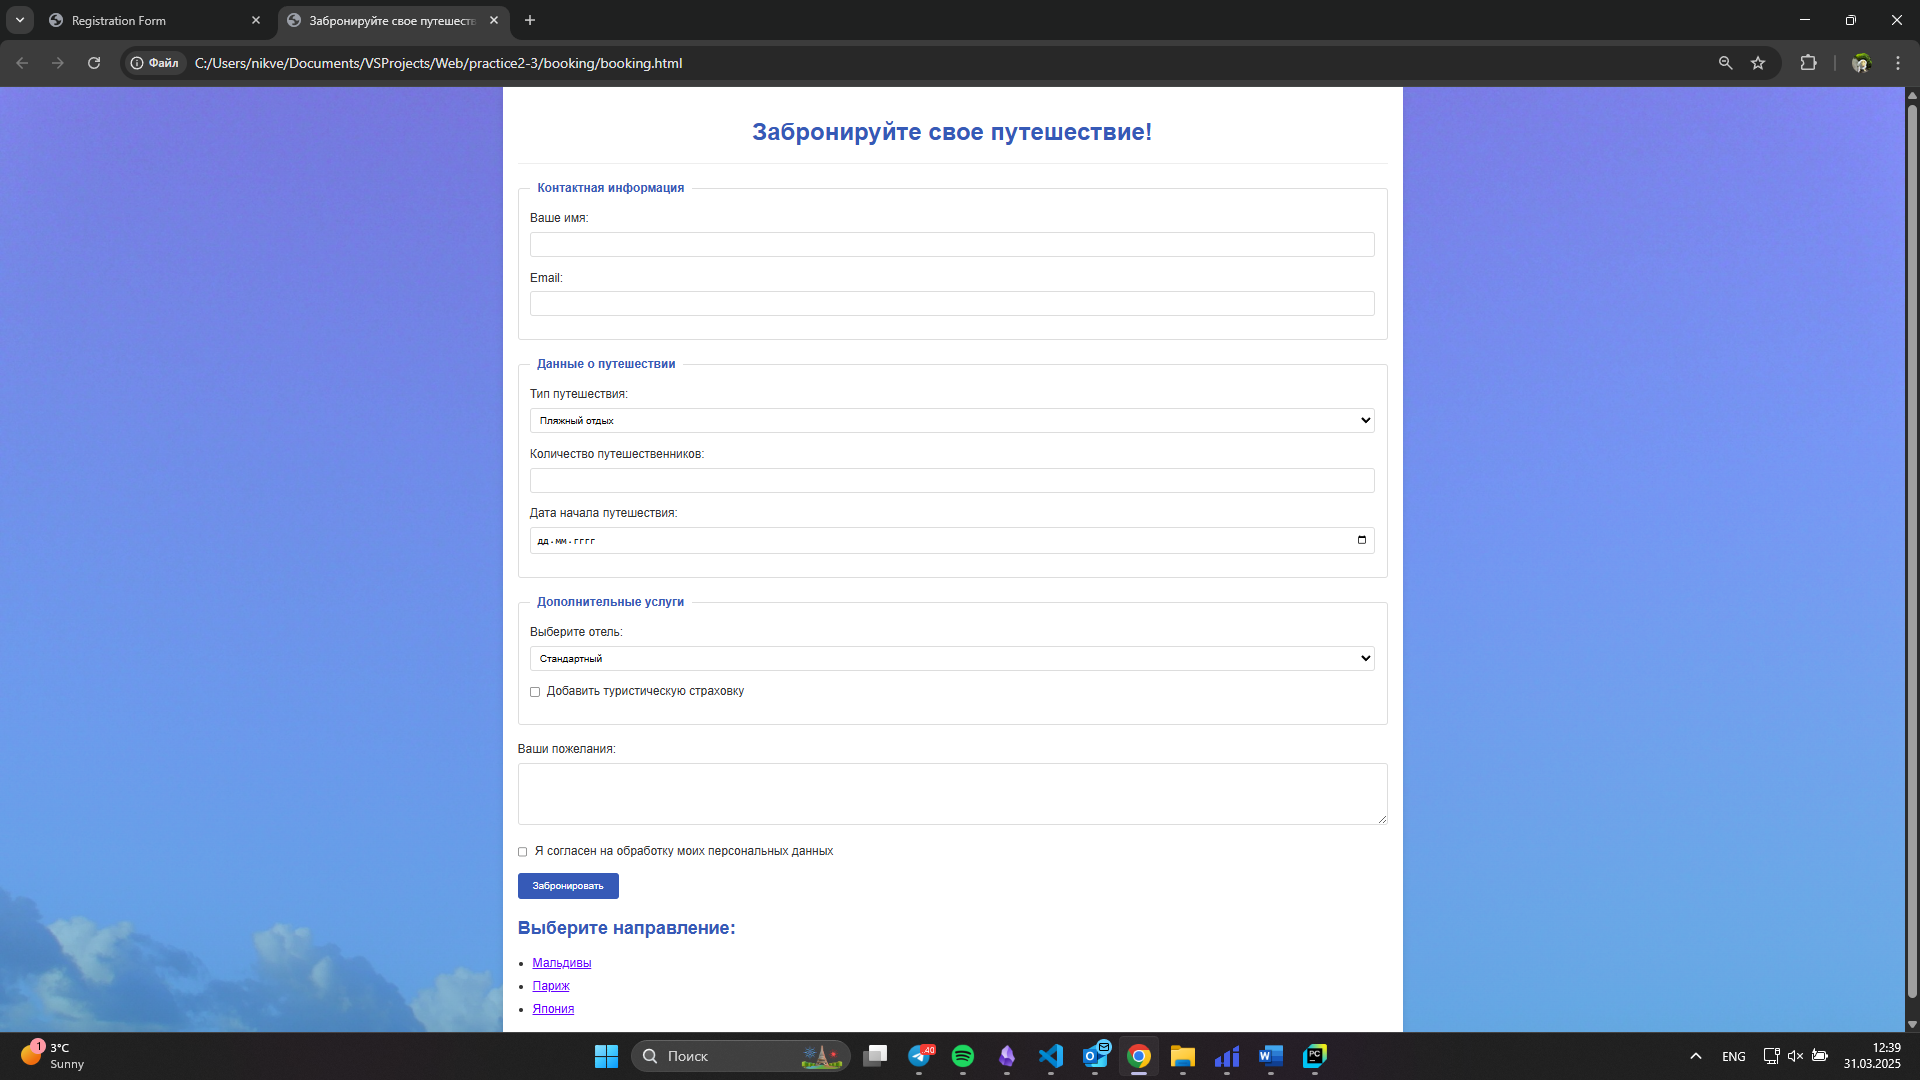 Registration Form
Забронируйте свое путешеств
Файл
C:/Users/nikve/Documents/VSProjects/Web/practice2-3/booking/booking.html
Забронируйте свое путешествие!
Контактная информация
Ваше имя:
Email:
Данные о путешествии
Тип путешествия:
Пляжный отдых
Количество путешественников:
Дата начала путешествия:
дд.мм.гггг
Дополнительные услуги
Выберите отель:
Стандартный
Добавить туристическую страховку
Ваши пожелания:
Я согласен на обработку моих персональных данных
Забронировать
Выберите направление:
Мальдивы
Париж
Япония
1
3°C
Sunny
Поиск
40
O
W
PC
ENG
12:39
31.03.2025